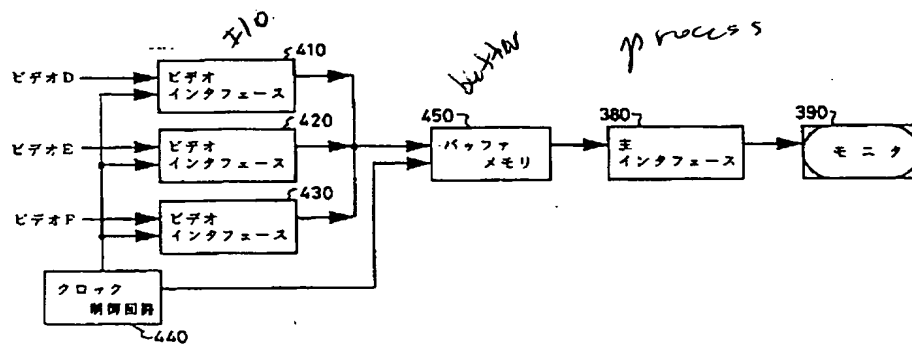 I/O
process
410
ビデオD
ビデオ
インタフェース
420
450
380
390
ビデオE
ビデオ
インタフェース
バッファ
メモリ
主
インタフェース
モニタ
430
ビデオF
ビデオ
インタフェース
クロック
制御回路
440